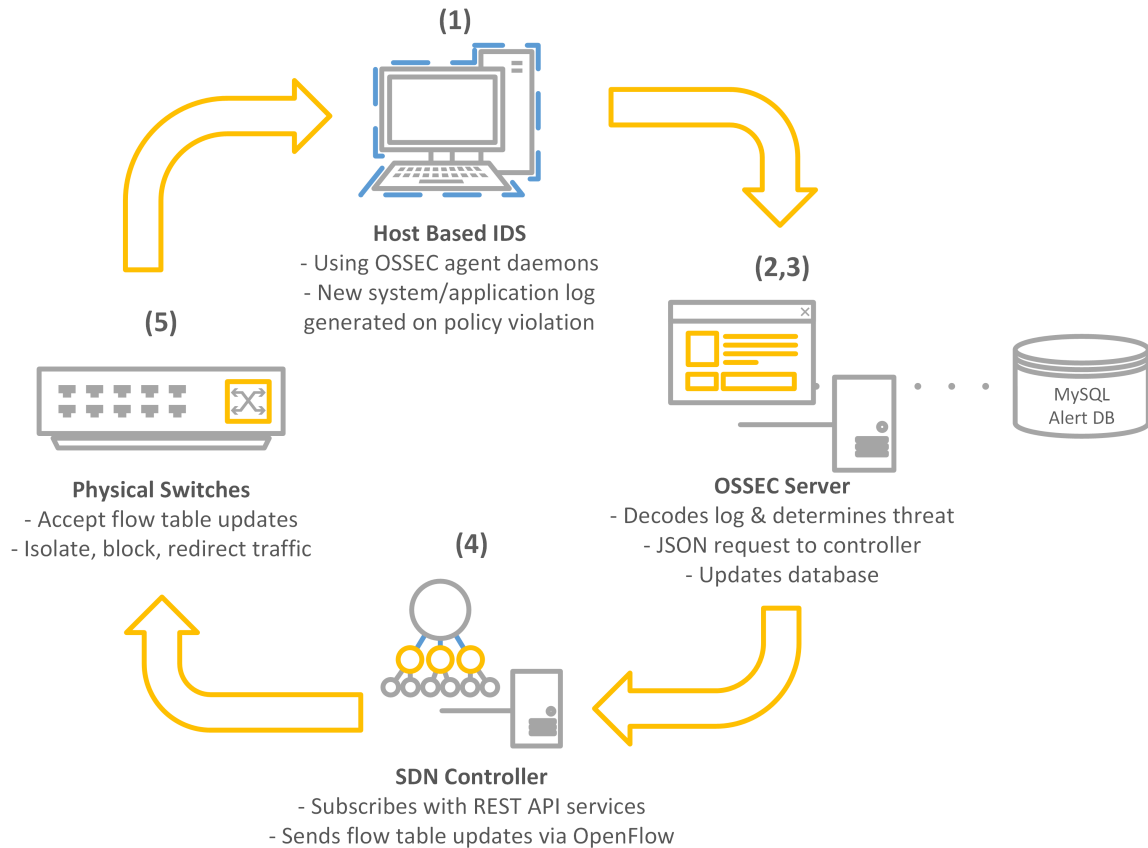 (1)
Host Based IDS
- Using OSSEC agent daemons
- New system/application log
generated on policy violation
(2,3)
MySQL
Alert DB
OSSEC Server
- Decodes log & determines threat
- JSON request to controller
- Updates database
(4)
SDN Controller
- Subscribes with REST API services
- Sends flow table updates via OpenFlow
(5)
Physical Switches
- Accept flow table updates
- Isolate, block, redirect traffic